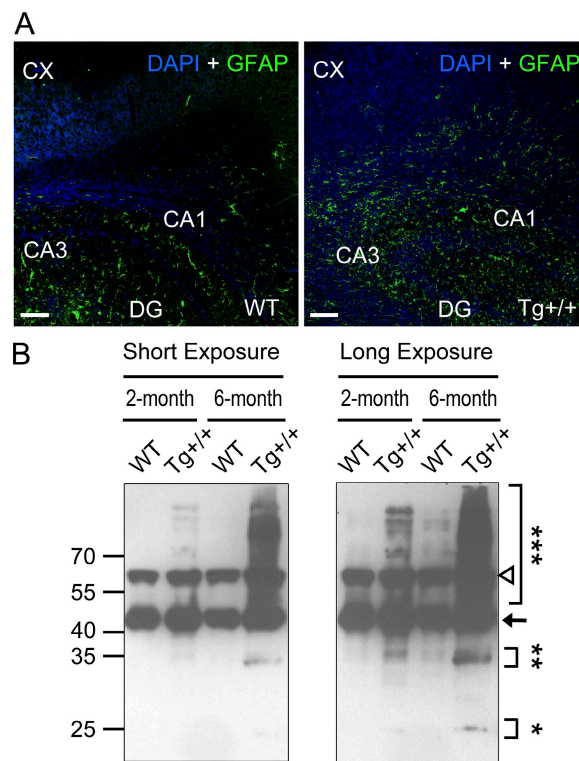 A
CX
DAPI + GFAP
CA1
CA3
DG
WT
CX
DAPI + GFAP
CA1
CA3
DG
Tg+/+
B
Short Exposure
Long Exposure
2-month
6-month
2-month
6-month
WT
Tg+/+
WT
Tg+/+
WT
Tg+/+
WT
Tg+/+
70
55
40
35
25
***
**
*